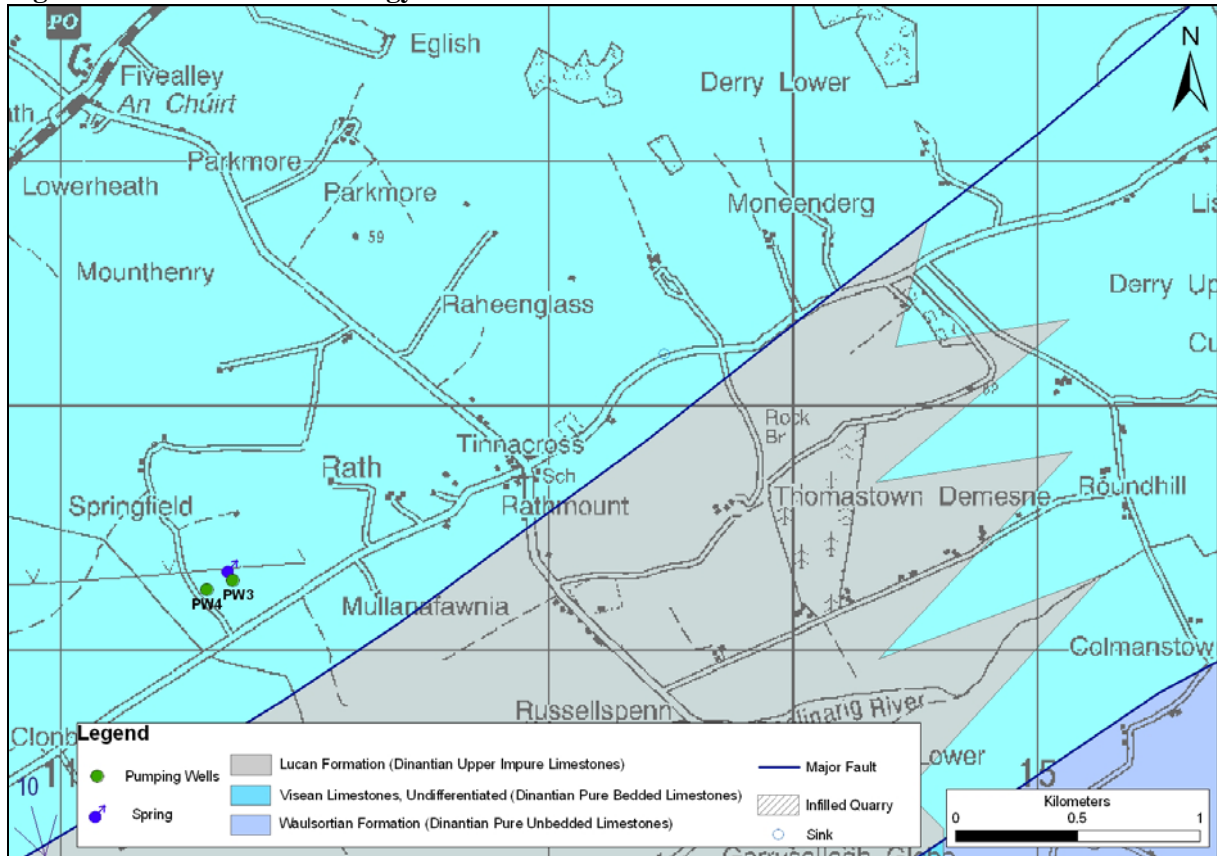 PO
N
Eglish
Fivealley
An Chúirt
Derry Lower
Parkmore
Lowerheath
Parkmore
Moneenderg
59
Mounthenry
Raheenglass
Derry Up
Cu
Tinnacross
Rock
Br
Sch
Rath
Rathmount
Thomastown Demesne
Roundhill
Springfield
PW3
PW4
Mullanafawnia
Colmanstow
Russellspenn
River
Lower
15
10
Legend
Pumping Wells
Spring
Lucan Formation (Dinantian Upper Impure Limestones)
Visean Limestones, Undifferentiated (Dinantian Pure Bedded Limestones)
Waulsortian Formation (Dinantian Pure Unbedded Limestones)
Major Fault
Infilled Quarry
Sink
Kilometers
0 0.5 1